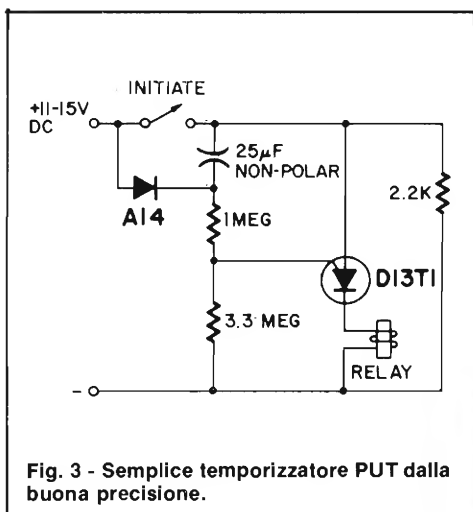 INITIATE
+11-15V
DC
25µF
NON-POLAR
2.2K
A14
1MEG
D13T1
3.3 MEG
RELAY
-
Fig. 3 - Semplice temporizzatore PUT dalla
buona precisione.